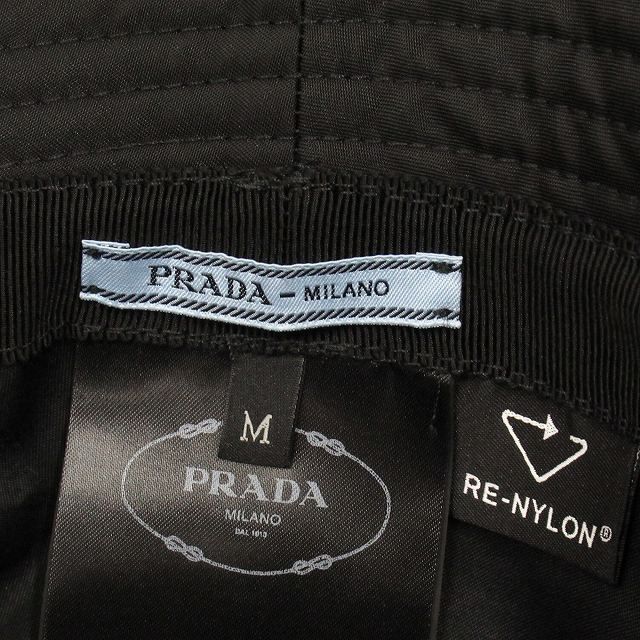 PRADA - MILANO
M
PRADA
MILANO
DAL 1913
RE-NYLON®